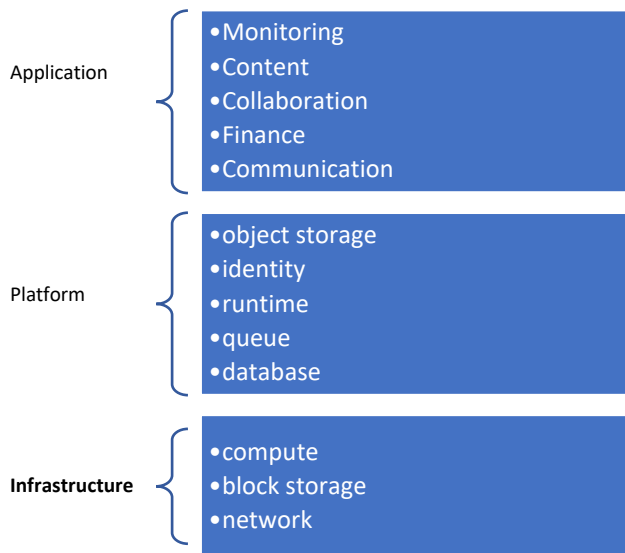 Application
•Monitoring
•Content
•Collaboration
•Finance
•Communication
Platform
•object storage
•identity
•runtime
•queue
•database
Infrastructure
•compute
•block storage
•network